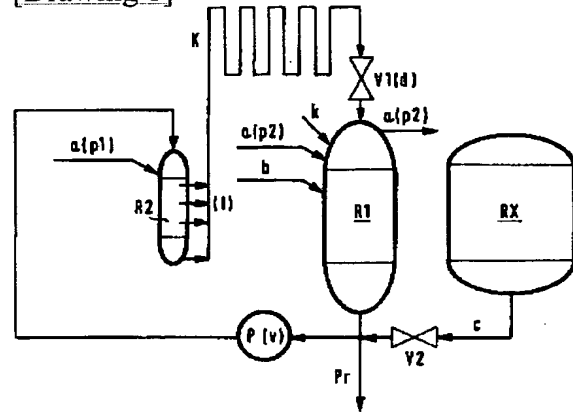 K
V1(d)
k
a(p2)
a(p1)
a(p2)
b
R2
(l)
R1
RX
P(v)
c
V2
Pr